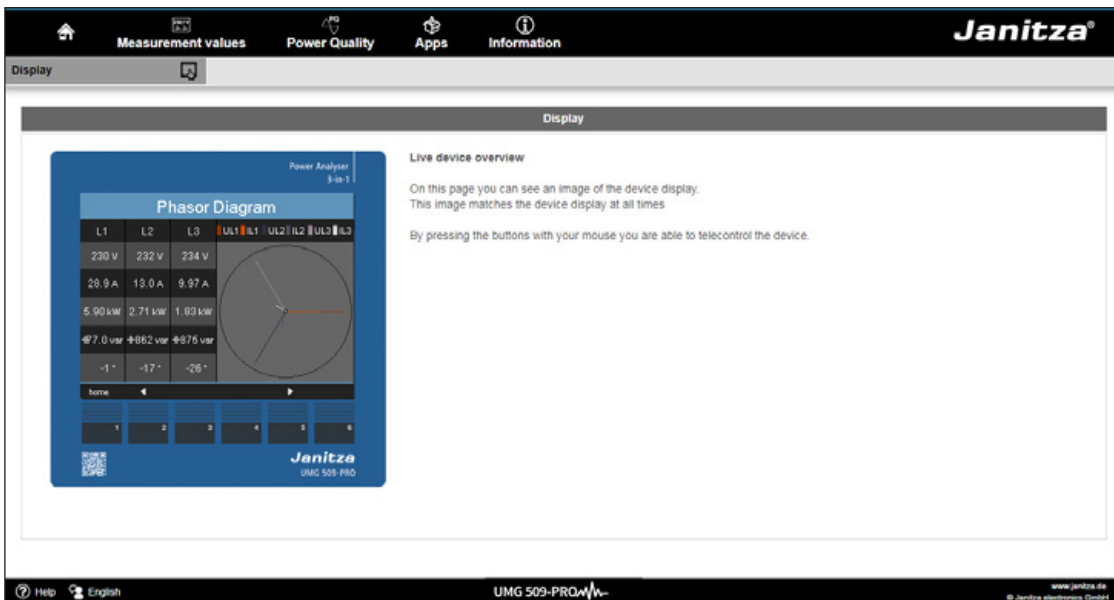 Measurement values
Power Quality
Apps
Information
Janitza®
Display
Display
Power Analyser
3-in-1
Phasor Diagram
L1 L2 L3 UL1 IL1 UL2 IL2 UL3 IL3
230 V 232 V 234 V
28.9 A 13.0 A 9.97 A
5.90 kW 2.71 kW 1.83 kW
77.0 var +862 var +876 var
-1 ° -17 ° -26 °
home
1 2 3 4 5 6
Janitza
UMG 509-PRO
Live device overview
On this page you can see an image of the device display.
This image matches the device display at all times
By pressing the buttons with your mouse you are able to telecontrol the device.
Help English
UMG 509-PRO
www.janitza.de
© Janitza electronics GmbH